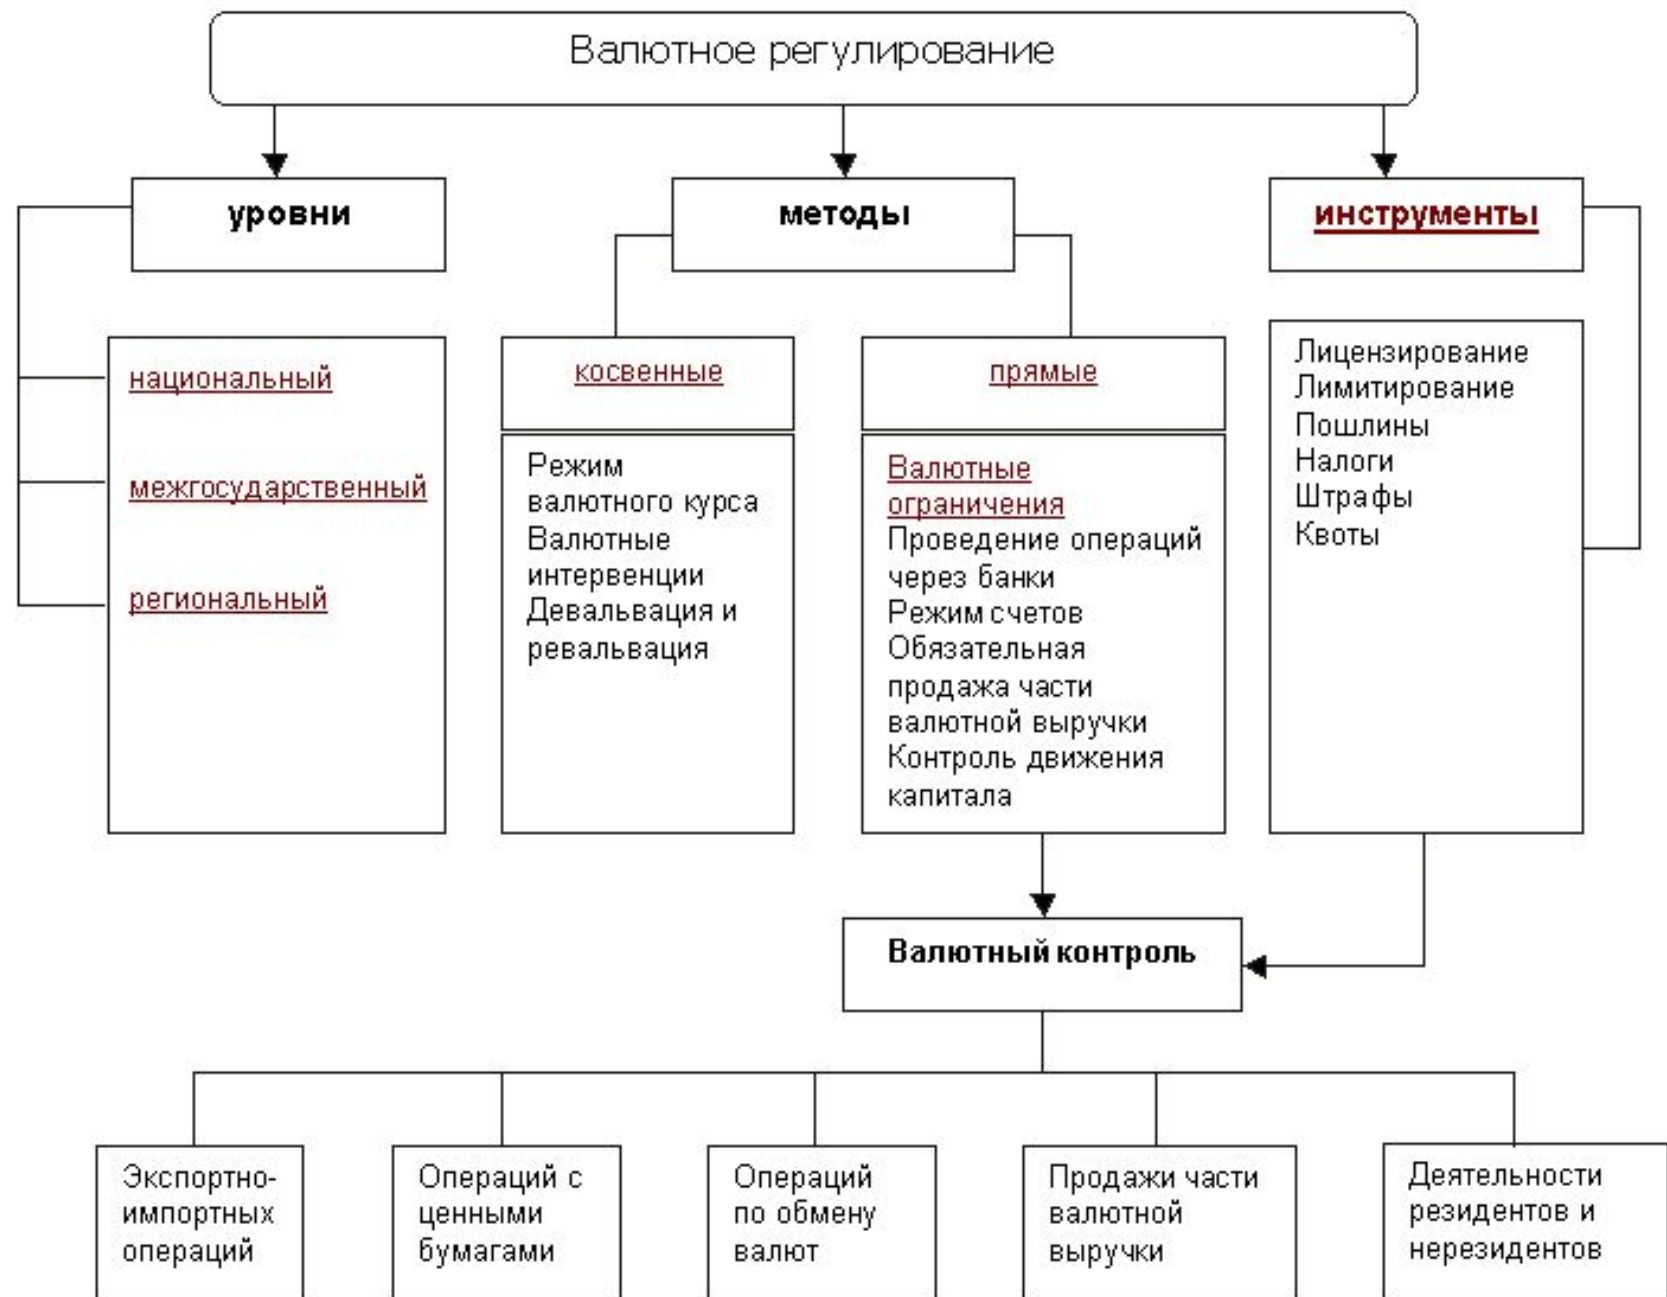 Валютное регулирование
уровни
методы
инструменты
национальный
межгосударственный
региональный
косвенные
Режим
валютного курса
Валютные
интервенции
Девальвация и
ревальвация
прямые
Валютные
ограничения
Проведение операций
через банки
Режим счетов
Обязательная
продажа части
валютной выручки
Контроль движения
капитала
Лицензирование
Лимитирование
Пошлины
Налоги
Штрафы
Квоты
Валютный контроль
Экспортно-
импортных
операций
Операций с
ценными
бумагами
Операций
по обмену
валют
Продажи части
валютной
выручки
Деятельности
резидентов и
нерезидентов